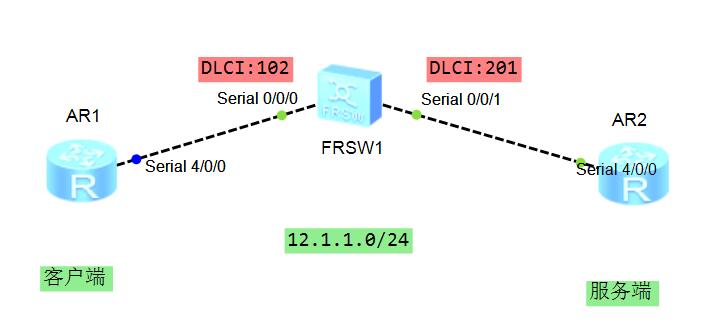 DLCI:102
DLCI:201
Serial 0/0/0
Serial 0/0/1
AR1
AR2
FRSW1
Serial 4/0/0
Serial 4/0/0
R
R
12.1.1.0/24
客户端
服务端